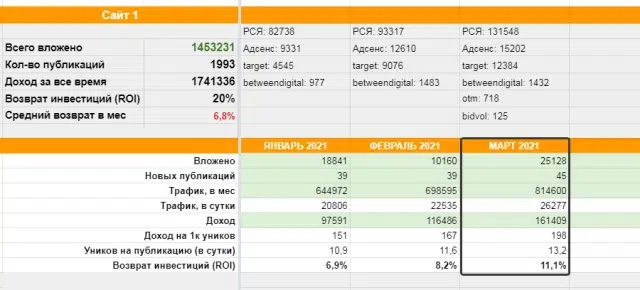 Сайт 1
РСЯ: 82738 РСЯ: 93317 РСЯ: 131548
Всего вложено 1453231 Адсенс: 9331 Адсенс: 12610 Адсенс: 15202
Кол-во публикаций 1993 target: 4545 target: 9076 target: 12384
Доход за все время 1741336 betweendigital: 977 betweendigital: 1483 betweendigital: 1432
Возврат инвестиций (ROI) 20% otm: 718
Средний возврат в мес 6,8% bidvol: 125
ЯНВАРЬ 2021 ФЕВРАЛЬ 2021 МАРТ 2021
Вложено 18841 10160 25128
Новых публикаций 39 39 45
Трафик, в мес 644972 698595 814600
Трафик, в сутки 20806 22535 26277
Доход 97591 116486 161409
Доход на 1к уников 151 167 198
Уников на публикацию (в сутки) 10,9 11,6 13,2
Возврат инвестиций (ROI) 6,9% 8,2% 11,1%